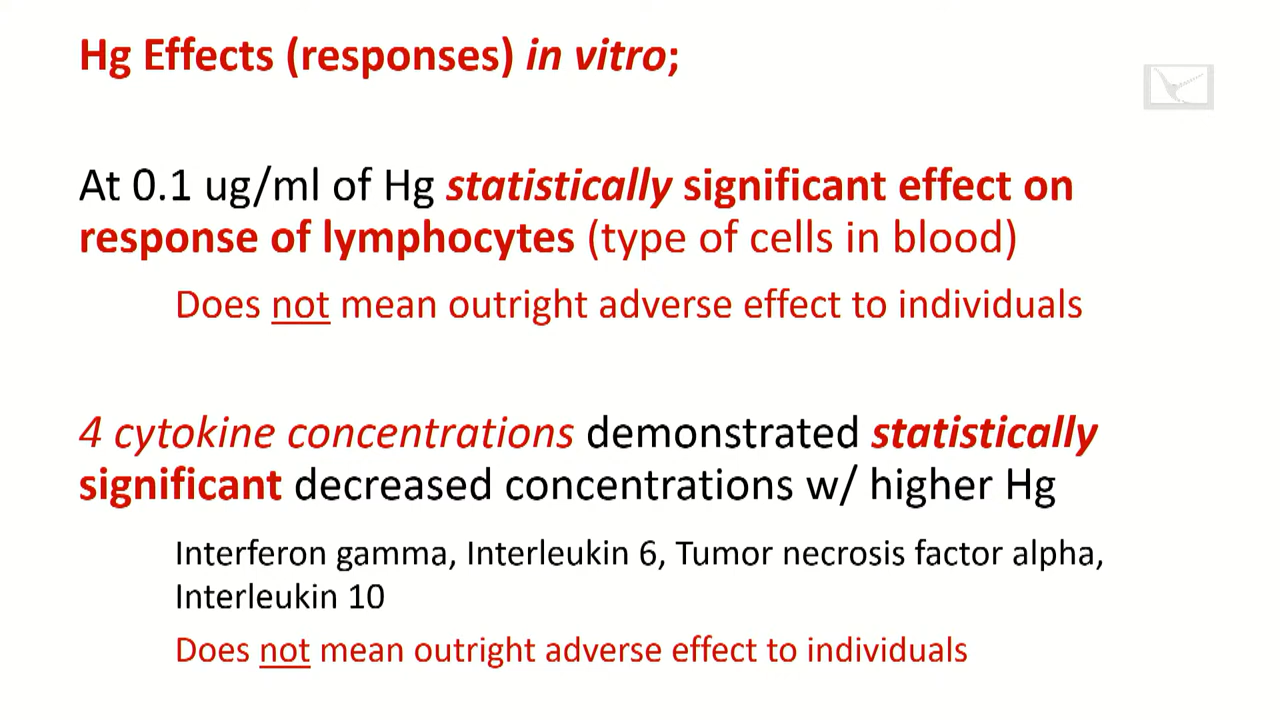 Hg Effects (responses) in vitro;
At 0.1 ug/ml of Hg statistically significant effect on
response of lymphocytes (type of cells in blood)
Does not mean outright adverse effect to individuals
4 cytokine concentrations demonstrated statistically
significant decreased concentrations w/ higher Hg
Interferon gamma, Interleukin 6, Tumor necrosis factor alpha,
Interleukin 10
Does not mean outright adverse effect to individuals